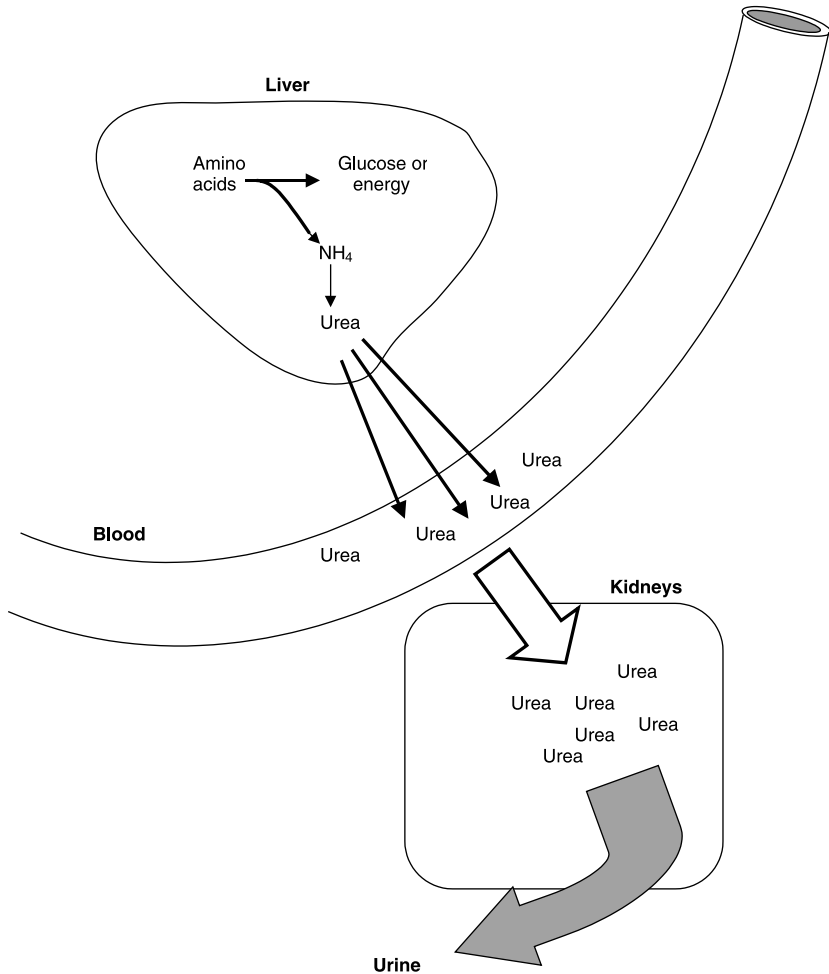 Liver
Amino
acids
Glucose or
energy
NH₄
Urea
Urea
Urea
Urea
Urea
Blood
Kidneys
Urea
Urea
Urea
Urea
Urea
Urea
Urine